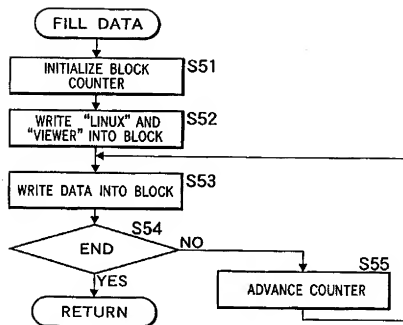 FILL DATA
INITIALIZE BLOCK
COUNTER
S51
WRITE "LINUX" AND
"VIEWER" INTO BLOCK
S52
WRITE DATA INTO BLOCK
S53
END
S54
NO
YES
ADVANCE COUNTER
S55
RETURN